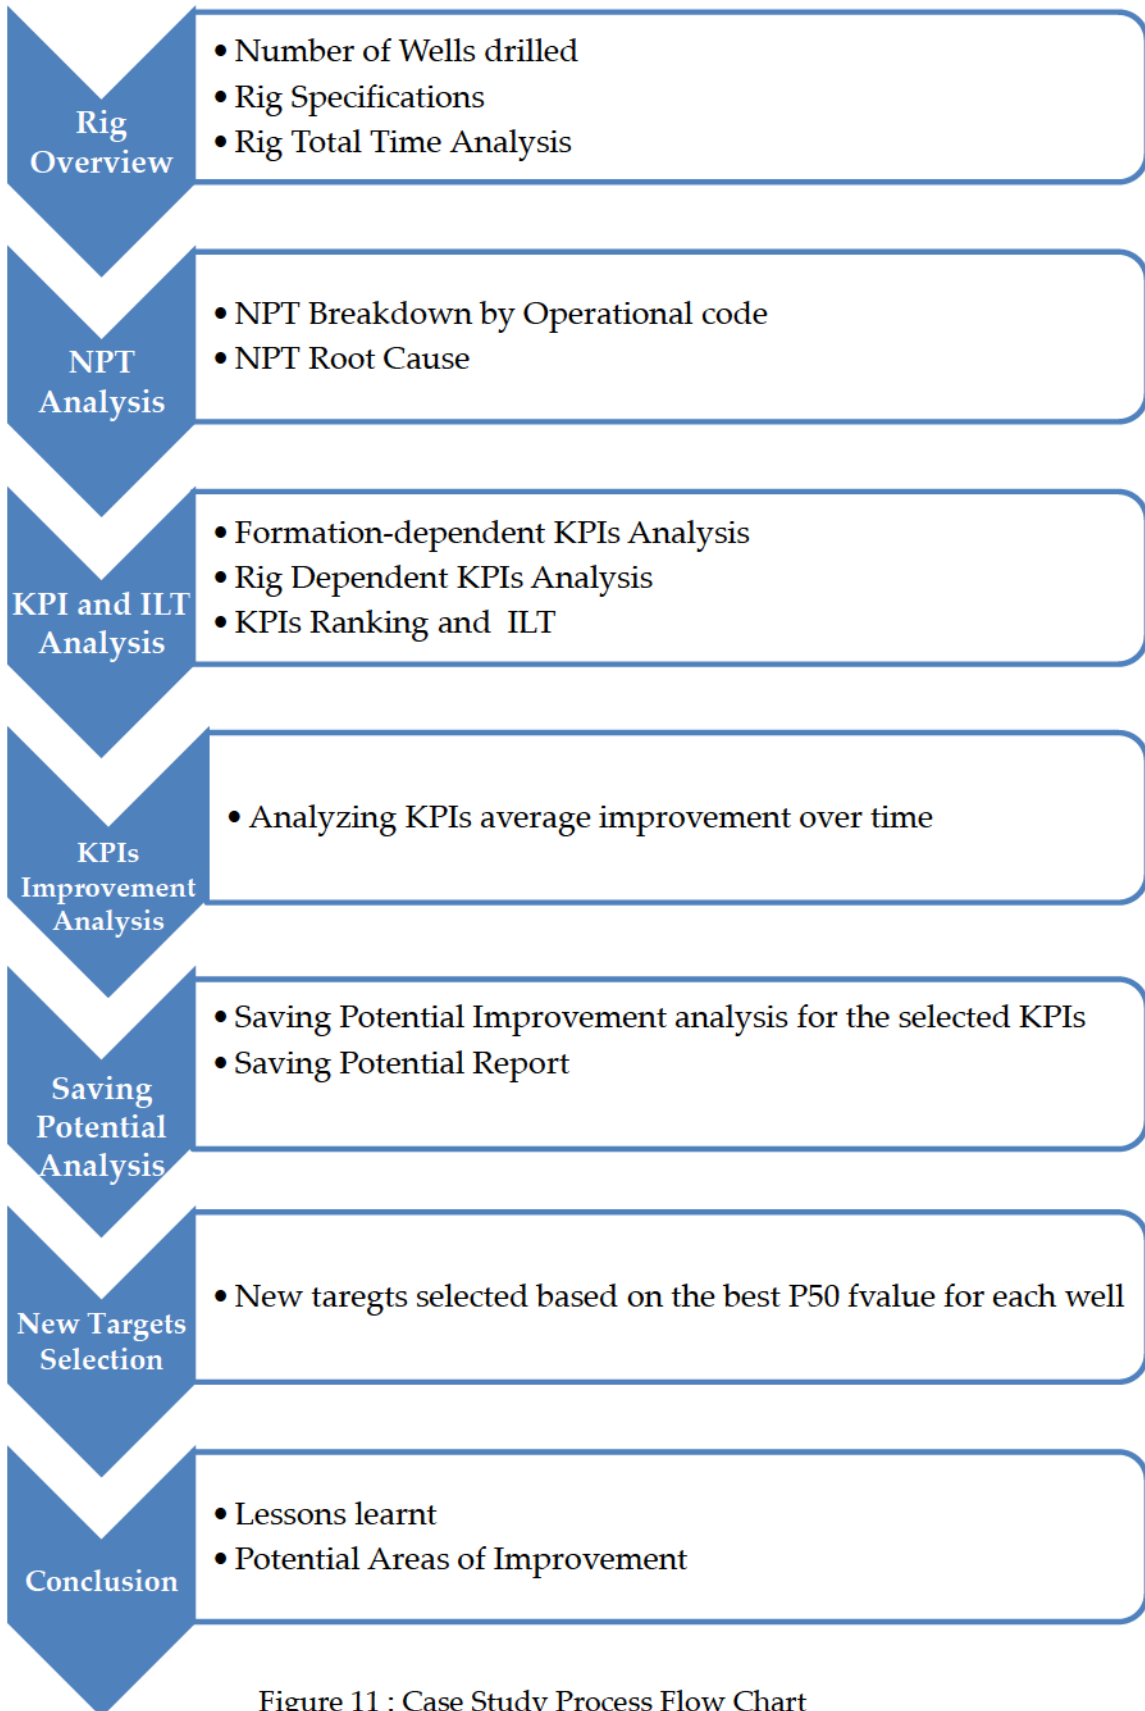 Rig
Overview
• Number of Wells drilled
• Rig Specifications
• Rig Total Time Analysis
NPT
Analysis
• NPT Breakdown by Operational code
• NPT Root Cause
KPI and ILT
Analysis
• Formation-dependent KPIs Analysis
• Rig Dependent KPIs Analysis
• KPIs Ranking and ILT
KPIs
Improvement
Analysis
• Analyzing KPIs average improvement over time
Saving
Potential
Analysis
• Saving Potential Improvement analysis for the selected KPIs
• Saving Potential Report
New Targets
Selection
• New taregts selected based on the best P50 fvalue for each well
Conclusion
• Lessons learnt
• Potential Areas of Improvement
Figure 11 : Case Study Process Flow Chart